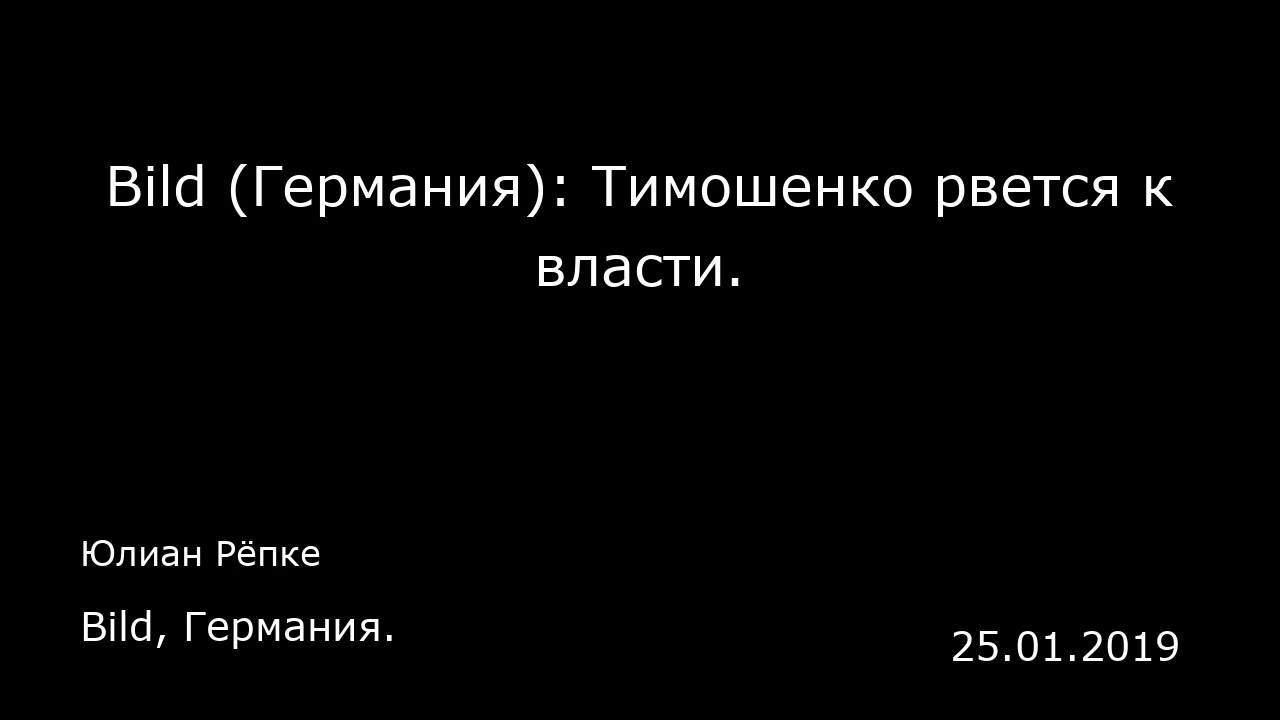 Bild (Германия): Тимошенко рвется к
власти.
Юлиан Рёпке
Bild, Германия.
25.01.2019